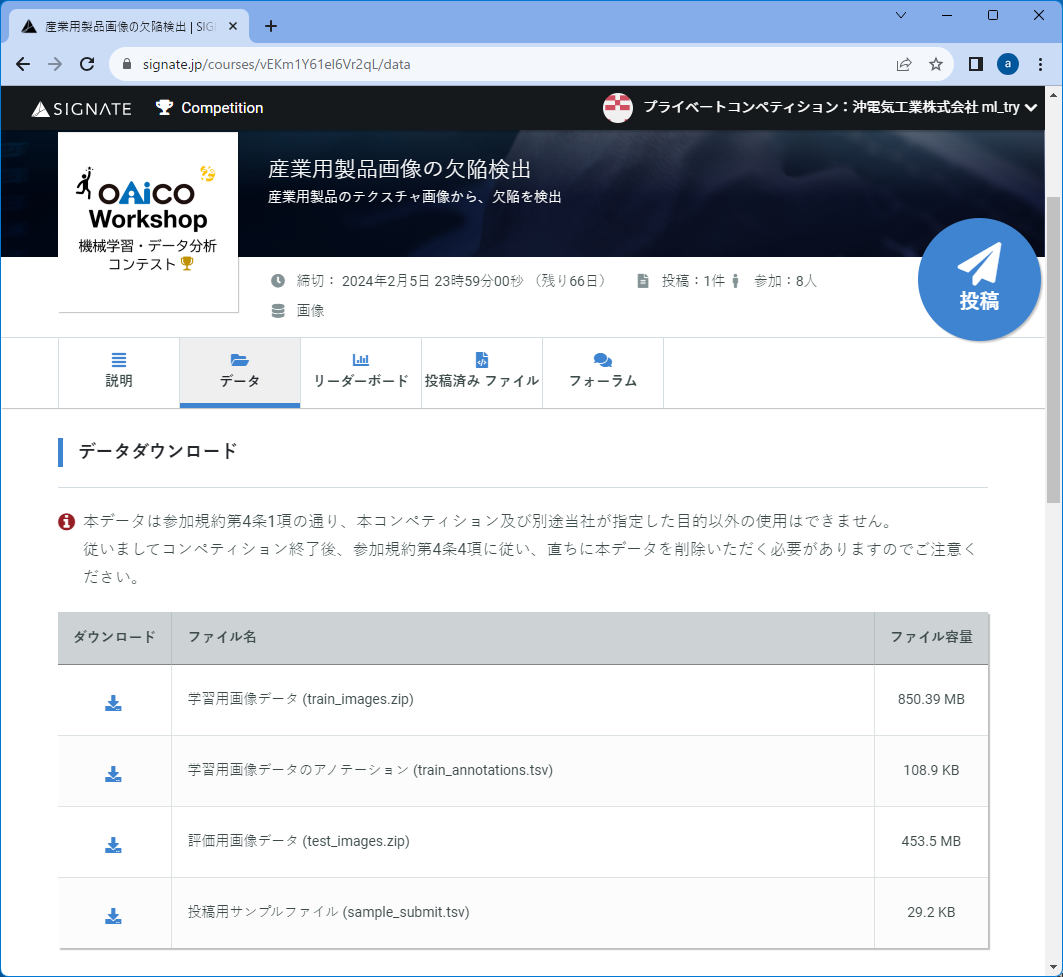 産業用製品画像の欠陥検出 | SIG
signate.jp/courses/vEKm1Y61el6Vr2qL/data
a
SIGNATE
Competition
プライベートコンペティション：沖電気工業株式会社 ml_try
OAiCO
Workshop
機械学習・データ分析
コンテスト
産業用製品画像の欠陥検出
産業用製品のテクスチャ画像から、欠陥を検出
締切： 2024年2月5日 23時59分00秒 （残り66日）
投稿：1件
参加：8人
画像
投稿
説明
データ
リーダーボード
投稿済み ファイル
フォーラム
データダウンロード
本データは参加規約第4条1項の通り、本コンペティション及び別途当社が指定した目的以外の使用はできません。
従いましてコンペティション終了後、参加規約第4条4項に従い、直ちに本データを削除いただく必要がありますのでご注意く
ださい。
ダウンロード ファイル名 ファイル容量
学習用画像データ (train_images.zip) 850.39 MB
学習用画像データのアノテーション (train_annotations.tsv) 108.9 KB
評価用画像データ (test_images.zip) 453.5 MB
投稿用サンプルファイル (sample_submit.tsv) 29.2 KB